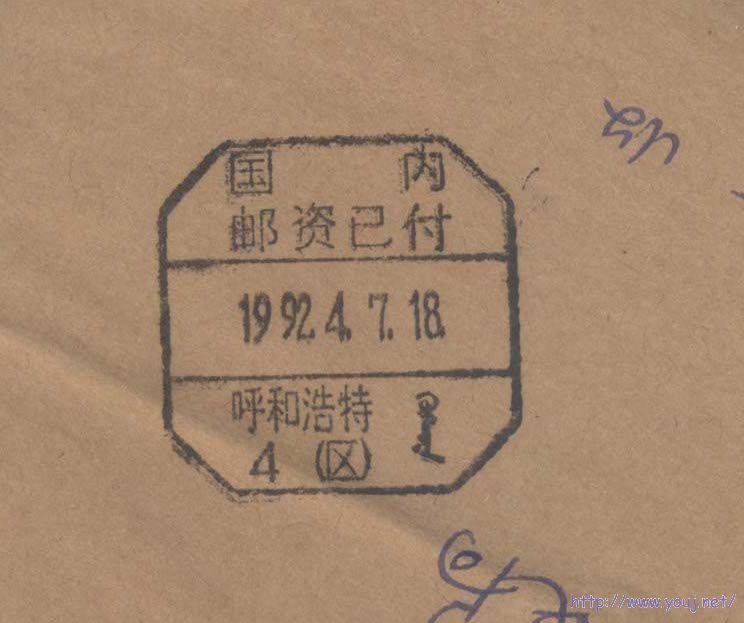 国 内
邮资已付
1992.4.7.18
呼和浩特
4 (区)
http://www.youj.net/